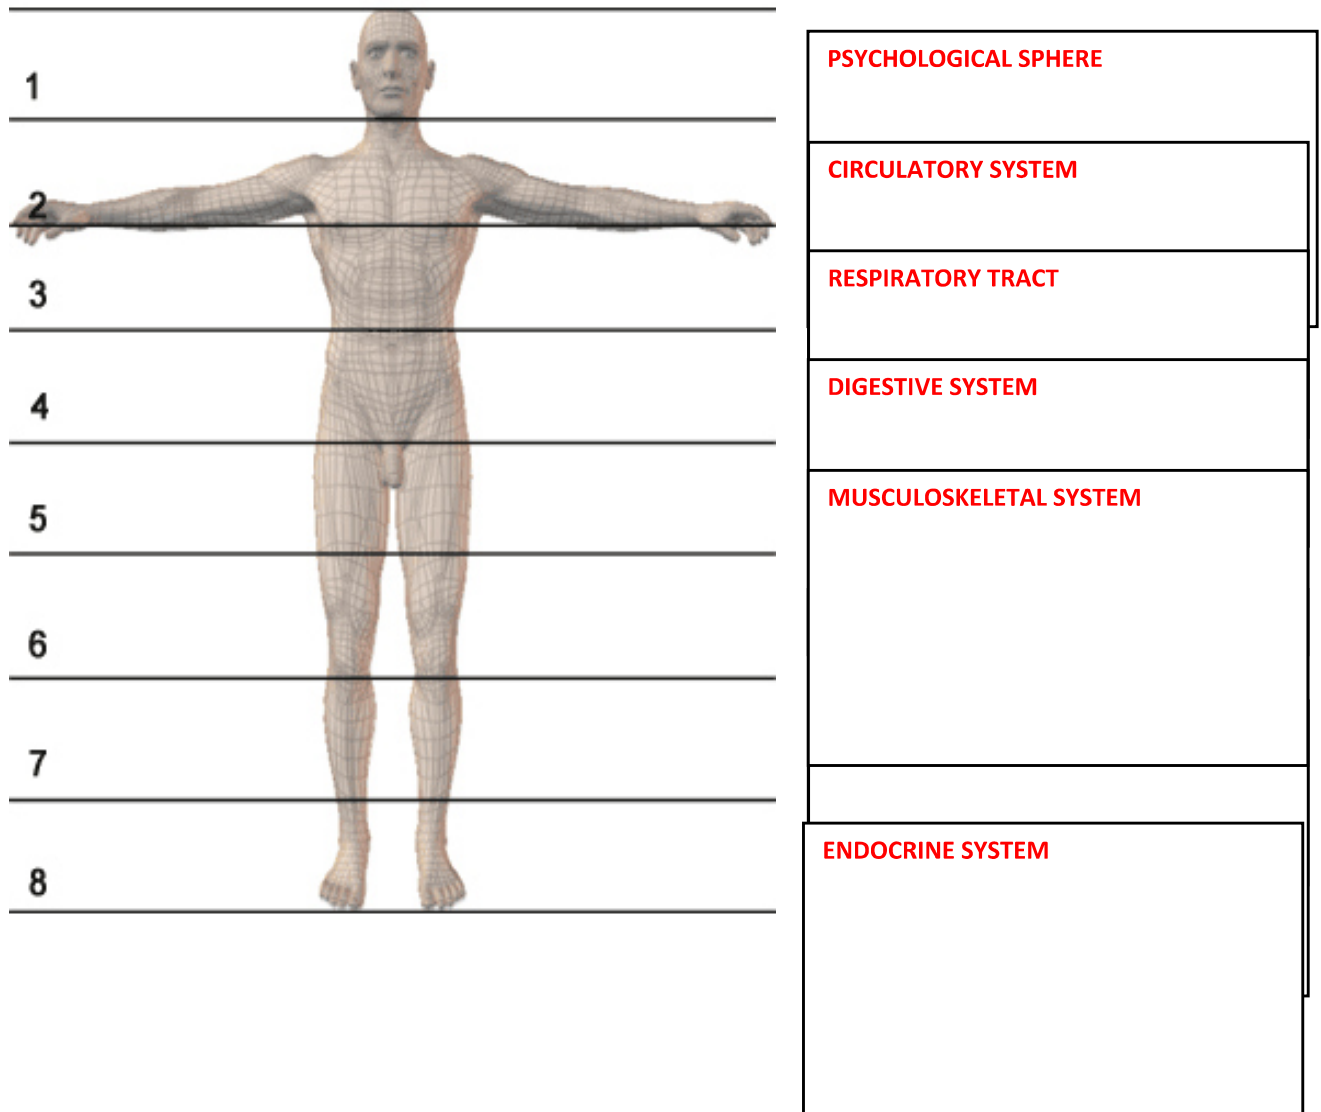 1
2
3
4
5
6
7
8
PSYCHOLOGICAL SPHERE
CIRCULATORY SYSTEM
RESPIRATORY TRACT
DIGESTIVE SYSTEM
MUSCULOSKELETAL SYSTEM
ENDOCRINE SYSTEM